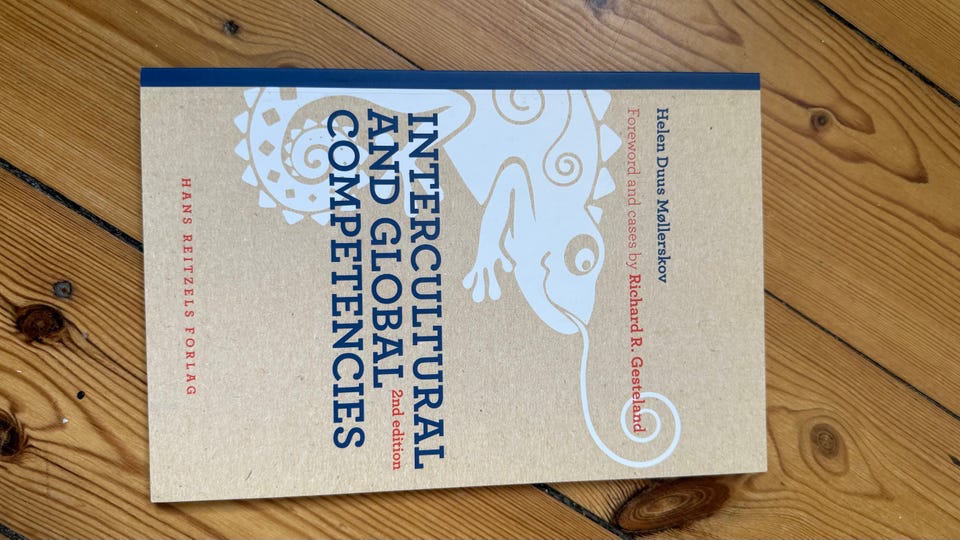 Helen Duus Møllerskov
Foreword and cases by Richard R. Gesteland
INTERCULTURAL
AND GLOBAL 2nd edition
COMPETENCIES
HANS REITZELS FORLAG